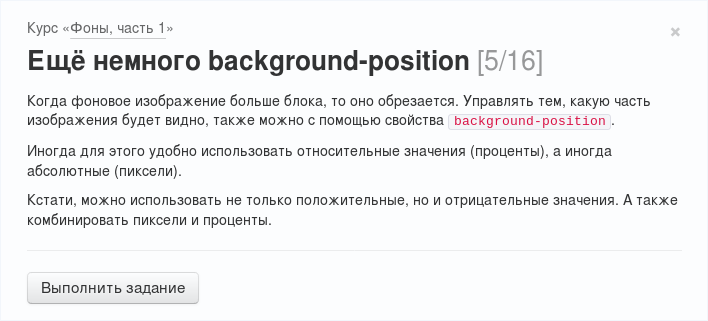 Курс «Фоны, часть 1»
×
Ещё немного background-position [5/16]
Когда фоновое изображение больше блока, то оно обрезается. Управлять тем, какую часть
изображения будет видно, также можно с помощью свойства background-position.
Иногда для этого удобно использовать относительные значения (проценты), а иногда
абсолютные (пиксели).
Кстати, можно использовать не только положительные, но и отрицательные значения. А также
комбинировать пиксели и проценты.
Выполнить задание